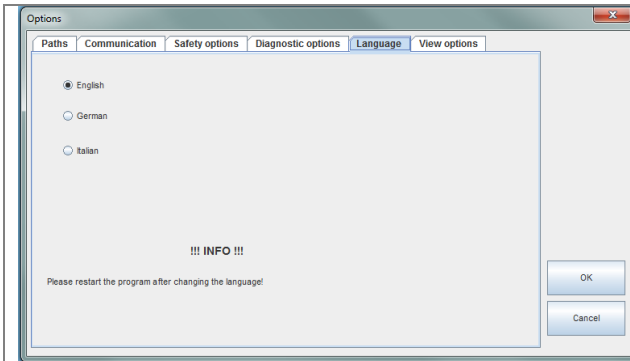 Options
Paths Communication Safety options Diagnostic options Language View options
English
German
Italian
!!! INFO !!!
Please restart the program after changing the language!
OK
Cancel